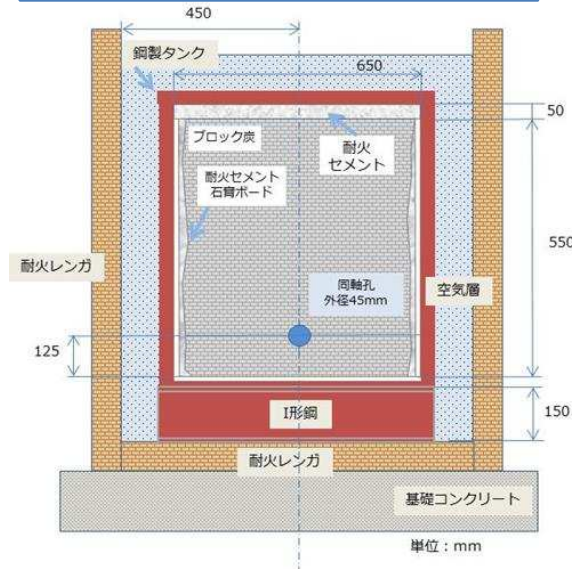 450
鋼製タンク
650
50
ブロック炭
耐火
セメント
耐火セメント
石膏ボード
550
耐火レンガ
同軸孔
外径45mm
空気層
125
I形鋼
150
耐火レンガ
基礎コンクリート
単位：mm